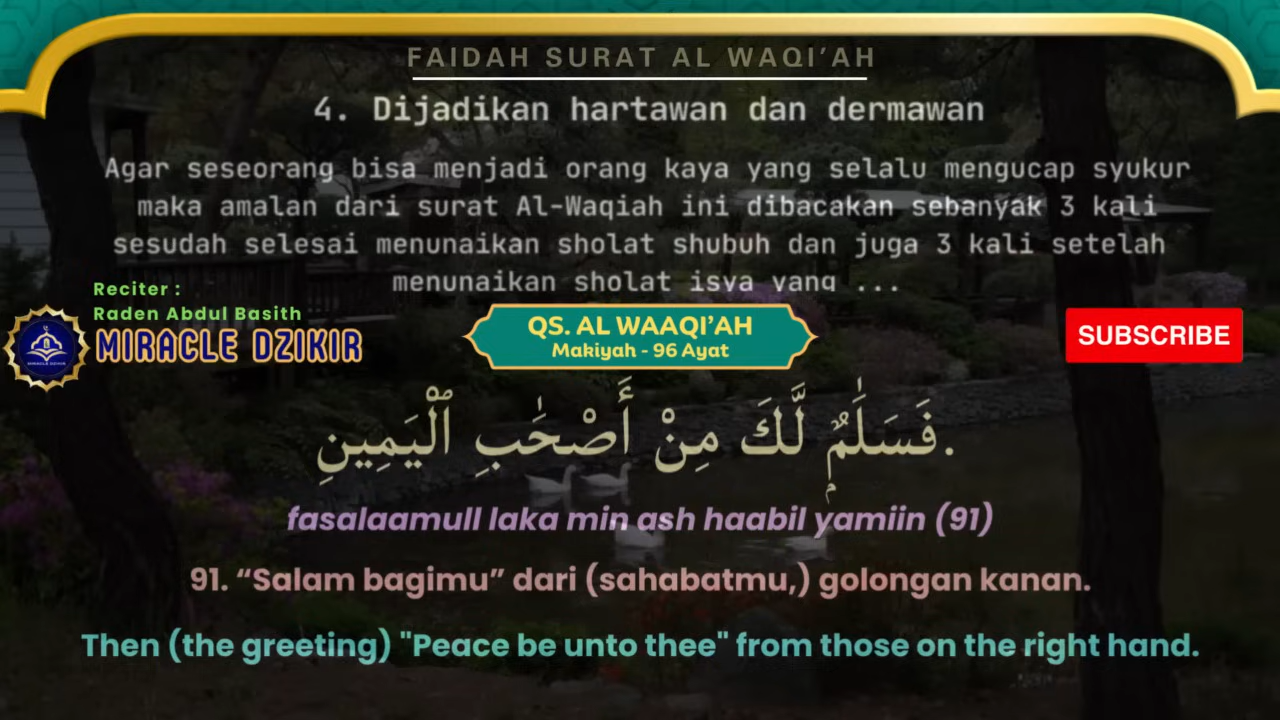 FAIDAH SURAT AL WAQI'AH
4. Dijadikan hartawan dan dermawan
Agar seseorang bisa menjadi orang kaya yang selalu mengucap syukur
maka amalan dari surat Al-Waqiah ini dibacakan sebanyak 3 kali
sesudah selesai menunaikan sholat shubuh dan juga 3 kali setelah
menunaikan sholat isya yang ...
Reciter :
Raden Abdul Basith
MIRACLE DZIKIR
QS. AL WAAQI'AH
Makiyah - 96 Ayat
SUBSCRIBE
فَسَلَٰمٌۭ لَّكَ مِنْ أَصْحَٰبِ ٱلْيَمِينِ.
fasalaamull laka min ash haabil yamiin (91)
91. “Salam bagimu” dari (sahabatmu,) golongan kanan.
Then (the greeting) "Peace be unto thee" from those on the right hand.